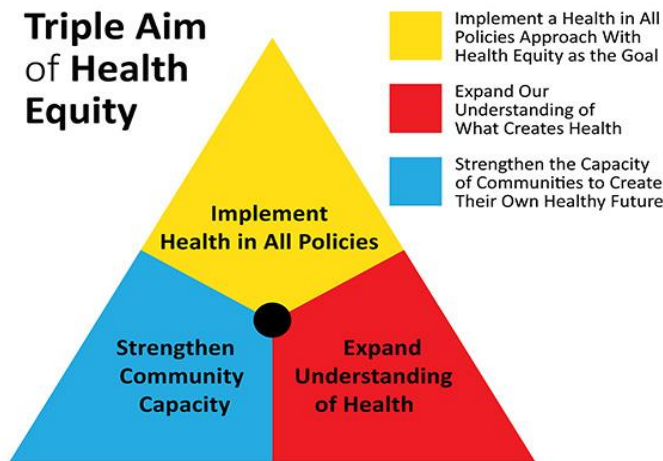 Triple Aim
of Health
Equity
Implement a Health in All
Policies Approach With
Health Equity as the Goal
Expand Our
Understanding of
What Creates Health
Strengthen the Capacity
of Communities to Create
Their Own Healthy Future
Implement
Health in All Policies
Strengthen
Community
Capacity
Expand
Understanding
of Health